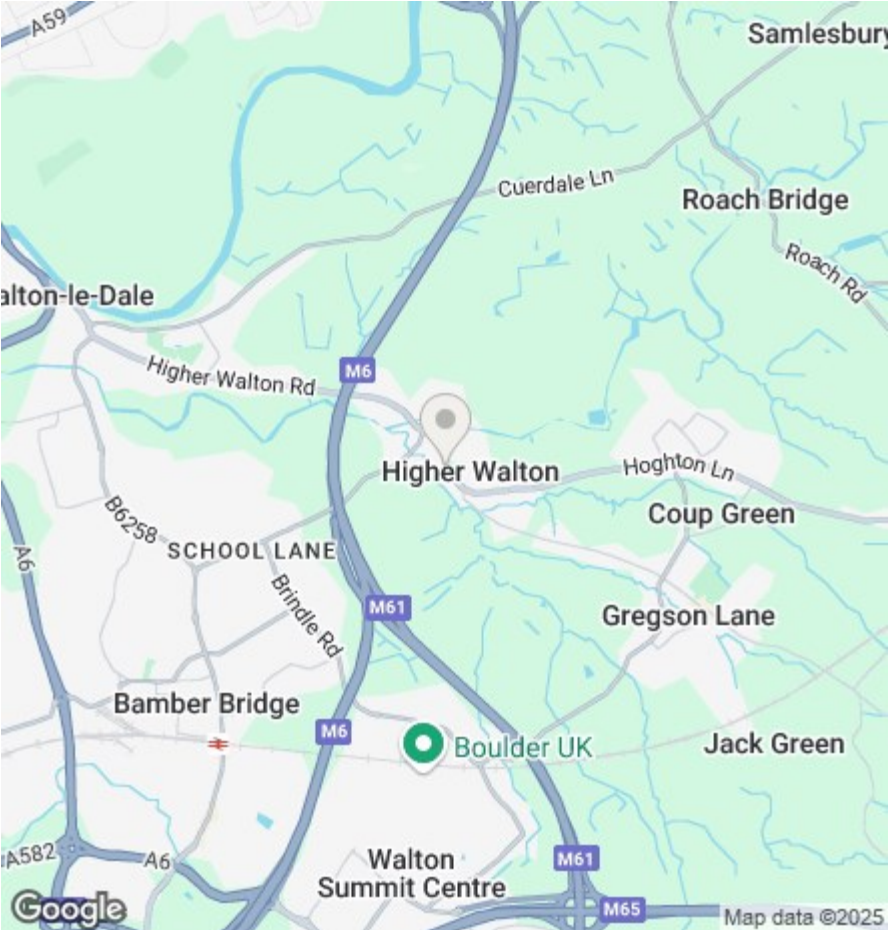 A59
Samlesbury
Cuerdale Ln
Roach Bridge
Roach Rd
alton-le-Dale
M6
Higher Walton Rd
Higher Walton
Hoghton Ln
B6258
Coup Green
SCHOOL LANE
A6
Brindle Rd
M61
Gregson Lane
Bamber Bridge
M6
Boulder UK
Jack Green
A582
A6
Walton
Summit Centre
M61
M65
Google
Map data ©2025